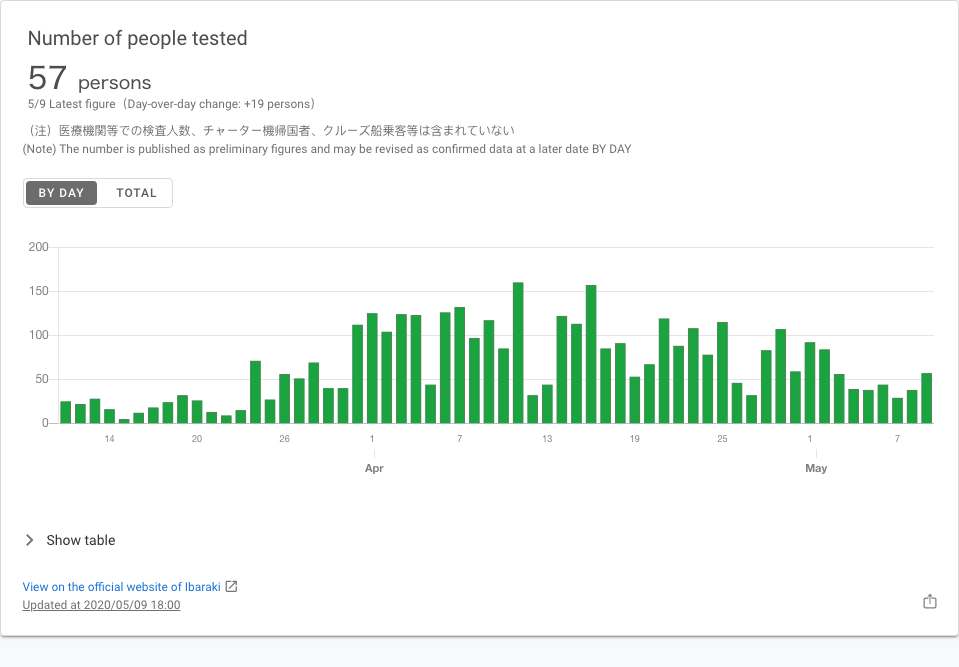 Number of people tested
57 persons
5/9 Latest figure（Day-over-day change: +19 persons）
（注）医療機関等での検査人数、チャーター機帰国者、クルーズ船乗客等は含まれていない
(Note) The number is published as preliminary figures and may be revised as confirmed data at a later date BY DAY
BY DAY TOTAL
200
150
100
50
0
14 20 26 1 7 13 19 25 1 7
Apr May
Show table
View on the official website of Ibaraki
Updated at 2020/05/09 18:00